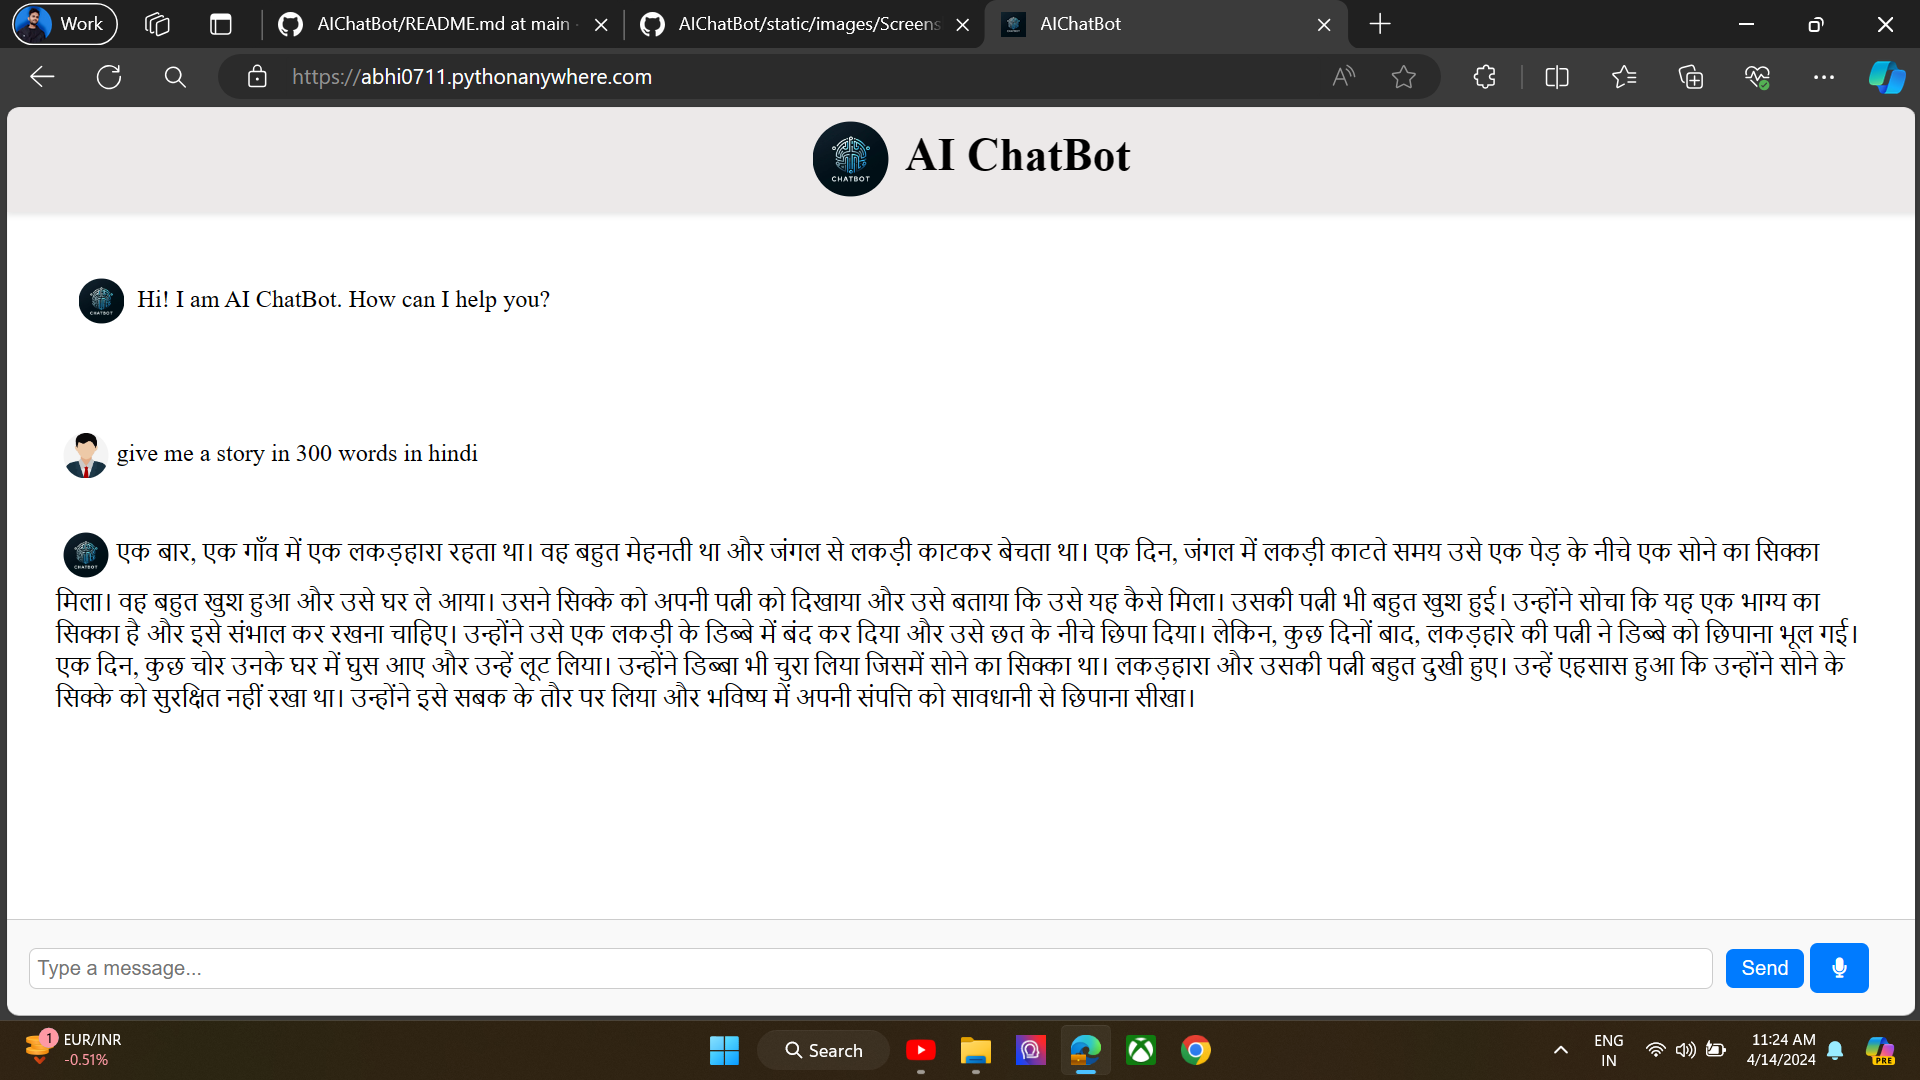 Work
AIChatBot/README.md at main
AIChatBot/static/images/Screens
AIChatBot
https://abhi0711.pythonanywhere.com
CHATBOT
AI ChatBot
CHATBOT
Hi! I am AI ChatBot. How can I help you?
give me a story in 300 words in hindi
CHATBOT
एक बार, एक गाँव में एक लकड़हारा रहता था। वह बहुत मेहनती था और जंगल से लकड़ी काटकर बेचता था। एक दिन, जंगल में लकड़ी काटते समय उसे एक पेड़ के नीचे एक सोने का सिक्का
मिला। वह बहुत खुश हुआ और उसे घर ले आया। उसने सिक्के को अपनी पत्नी को दिखाया और उसे बताया कि उसे यह कैसे मिला। उसकी पत्नी भी बहुत खुश हुई। उन्होंने सोचा कि यह एक भाग्य का
सिक्का है और इसे संभाल कर रखना चाहिए। उन्होंने उसे एक लकड़ी के डिब्बे में बंद कर दिया और उसे छत के नीचे छिपा दिया। लेकिन, कुछ दिनों बाद, लकड़हारे की पत्नी ने डिब्बे को छिपाना भूल गई।
एक दिन, कुछ चोर उनके घर में घुस आए और उन्हें लूट लिया। उन्होंने डिब्बा भी चुरा लिया जिसमें सोने का सिक्का था। लकड़हारा और उसकी पत्नी बहुत दुखी हुए। उन्हें एहसास हुआ कि उन्होंने सोने के
सिक्के को सुरक्षित नहीं रखा था। उन्होंने इसे सबक के तौर पर लिया और भविष्य में अपनी संपत्ति को सावधानी से छिपाना सीखा।
Type a message...
Send
1
EUR/INR
-0.51%
Search
ENG
IN
11:24 AM
4/14/2024
PRE